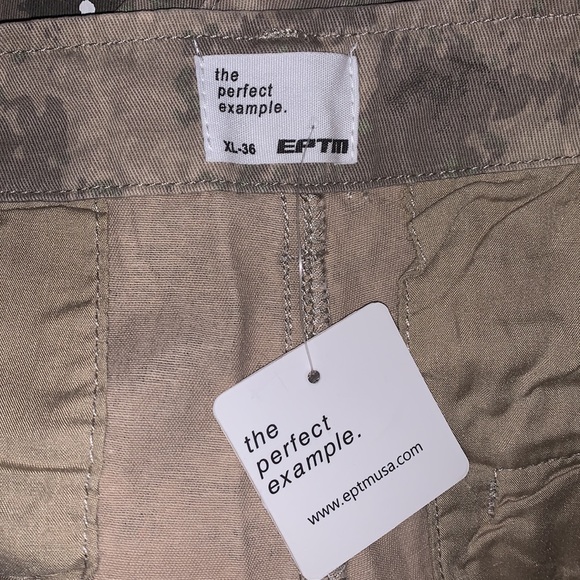 the
perfect
example.
XL-36 EPTM
the
perfect
example.
www.eptmusa.com